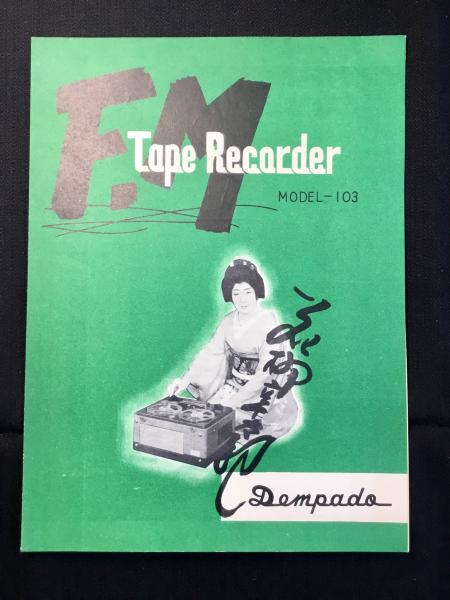 F.M
Tape Recorder
MODEL-103
Dempado